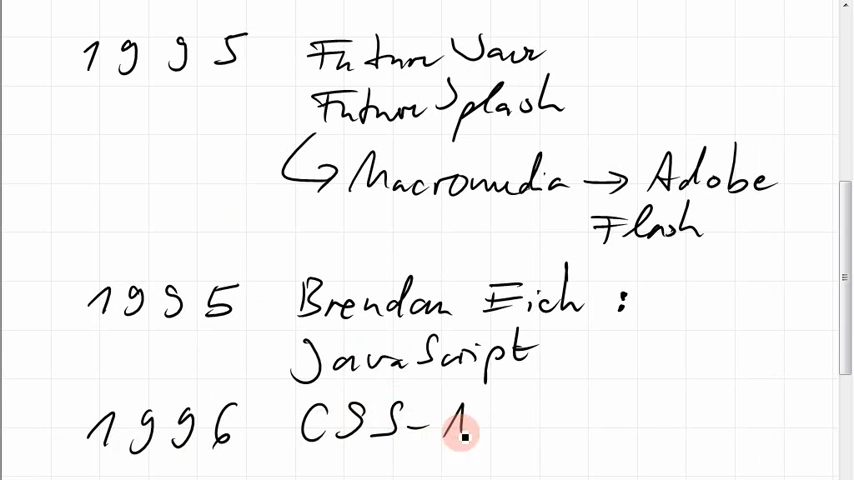 1995 FutureWave
FutureSplash
↳ Macromedia → Adobe
Flash
1995 Brendan Eich :
JavaScript
1996 CSS-1